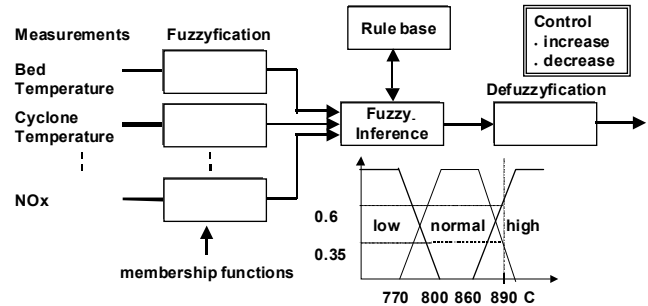 Measurements
Fuzzyfication
Rule base
Control
. increase
. decrease
Bed
Temperature
Defuzzyfication
Cyclone
Temperature
Fuzzy
Inference
NOx
0.6
low
normal
high
0.35
membership functions
770
800
860
890
C